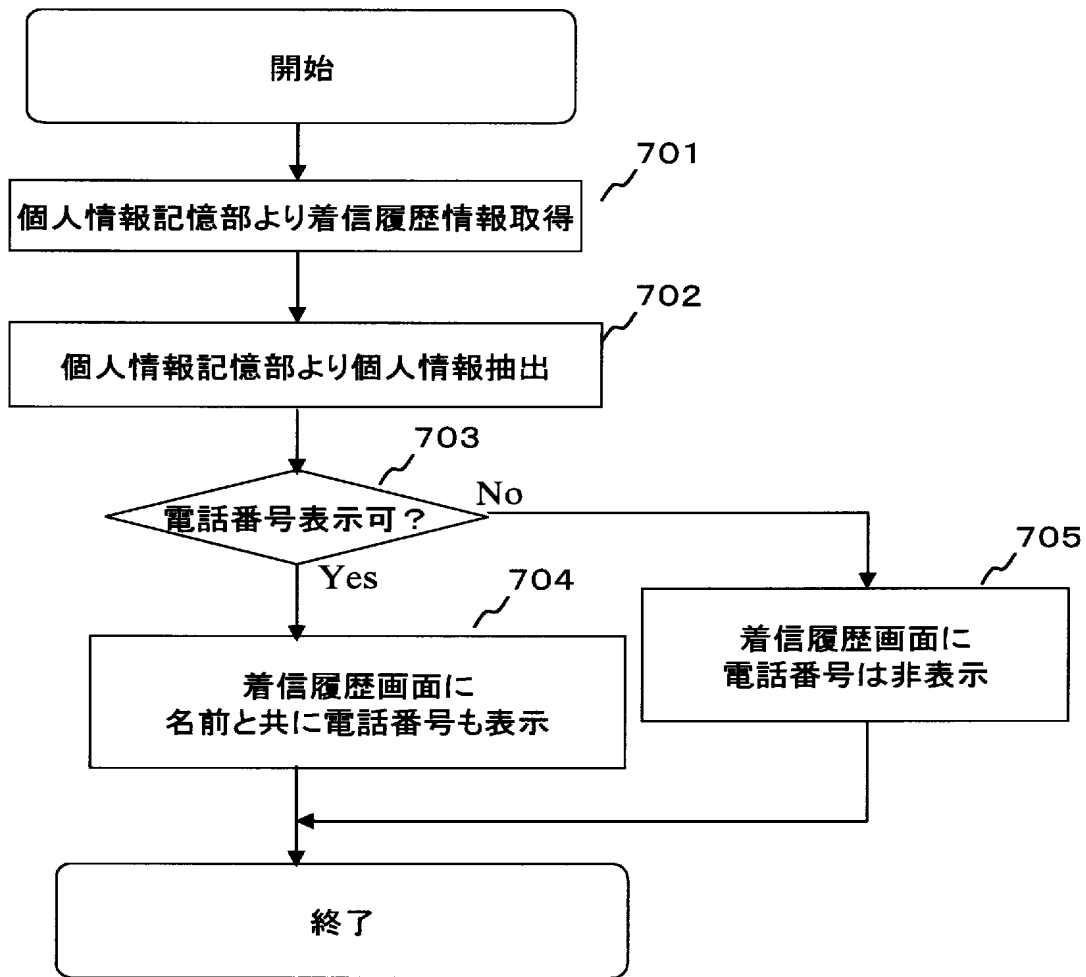 開始
701
個人情報記憶部より着信履歴情報取得
702
個人情報記憶部より個人情報抽出
703
電話番号表示可？
No
Yes
704
着信履歴画面に
名前と共に電話番号も表示
705
着信履歴画面に
電話番号は非表示
終了